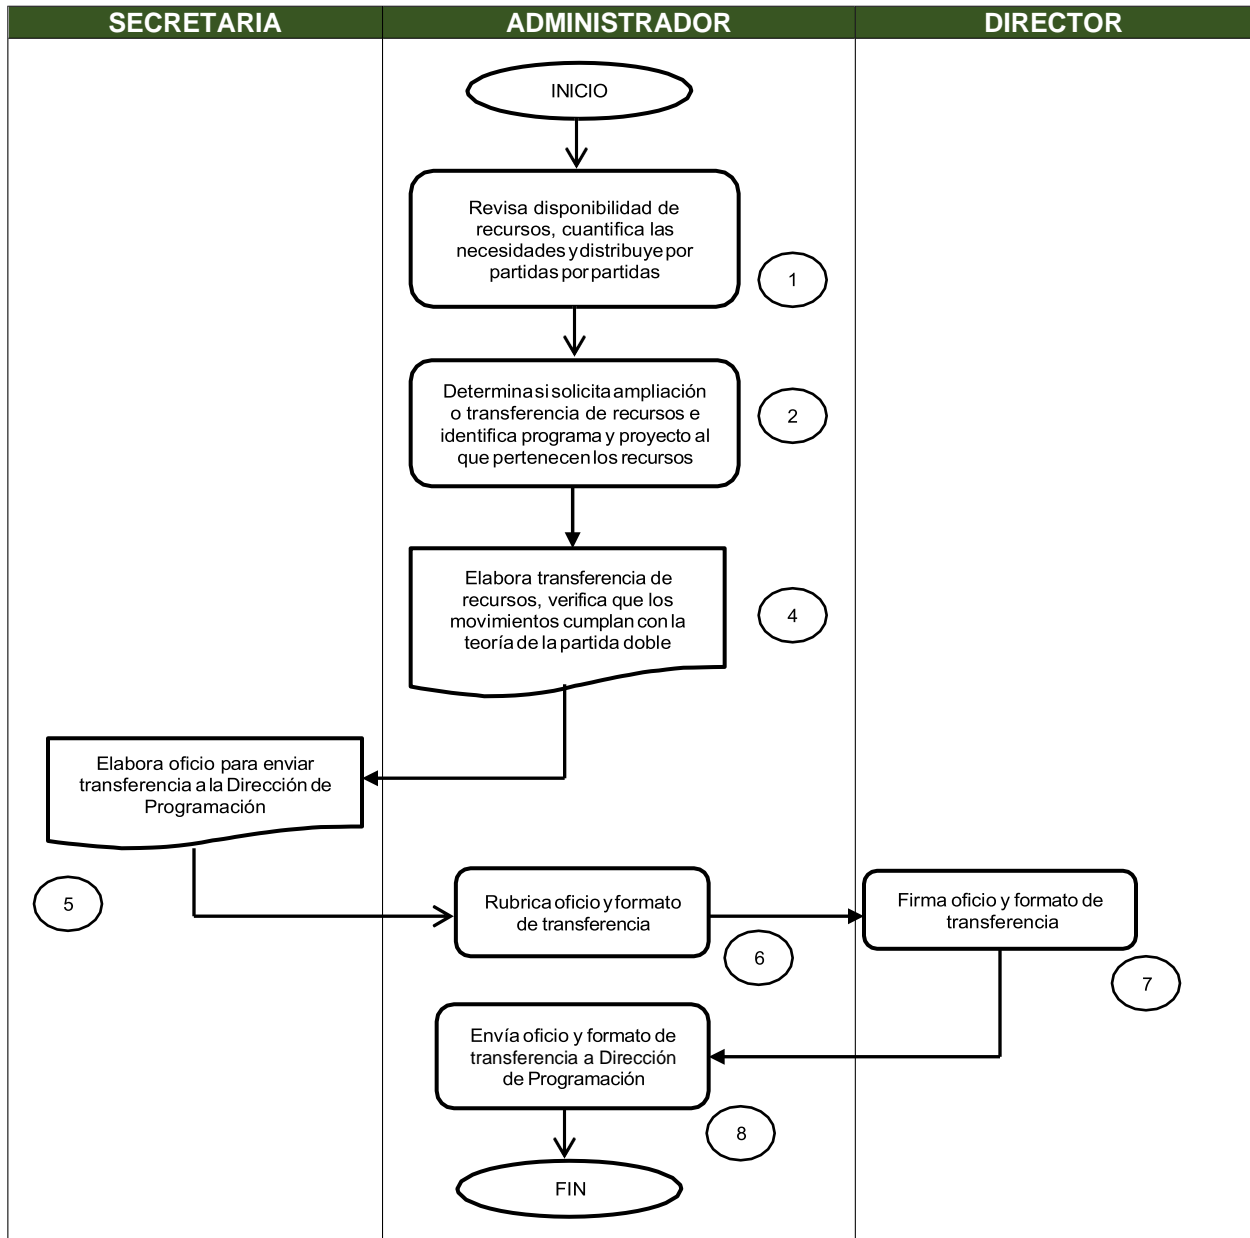 SECRETARIA
ADMINISTRADOR
DIRECTOR
INICIO
Revisa disponibilidad de
recursos, cuantifica las
necesidades y distribuye por
partidas por partidas
1
Determina si solicita ampliación
o transferencia de recursos e
identifica programa y proyecto al
que pertenecen los recursos
2
Elabora transferencia de
recursos, verifica que los
movimientos cumplan con la
teoría de la partida doble
4
Elabora oficio para enviar
transferencia a la Dirección de
Programación
5
Rubrica oficio y formato
de transferencia
6
Firma oficio y formato de
transferencia
7
Envía oficio y formato de
transferencia a Dirección
de Programación
8
FIN